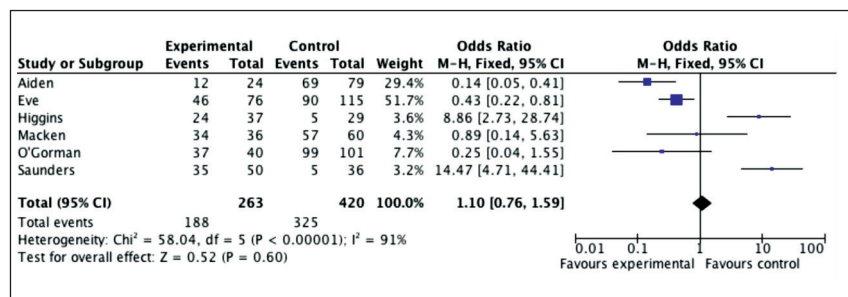 Experimental Control Odds Ratio Odds Ratio
Study or Subgroup Events Total Events Total Weight M-H, Fixed, 95% CI M-H, Fixed, 95% CI
Aiden 12 24 69 79 29.4% 0.14 [0.05, 0.41]
Eve 46 76 90 115 51.7% 0.43 [0.22, 0.81]
Higgins 24 37 5 29 3.6% 8.86 [2.73, 28.74]
Macken 34 36 57 60 4.3% 0.89 [0.14, 5.63]
O'Gorman 37 40 99 101 7.7% 0.25 [0.04, 1.55]
Saunders 35 50 5 36 3.2% 14.47 [4.71, 44.41]
Total (95% CI) 263 420 100.0% 1.10 [0.76, 1.59]
Total events 188 325
Heterogeneity: Chi² = 58.04, df = 5 (P < 0.00001); I² = 91%
Test for overall effect: Z = 0.52 (P = 0.60)
0.01 0.1 1 10 100
Favours experimental Favours control